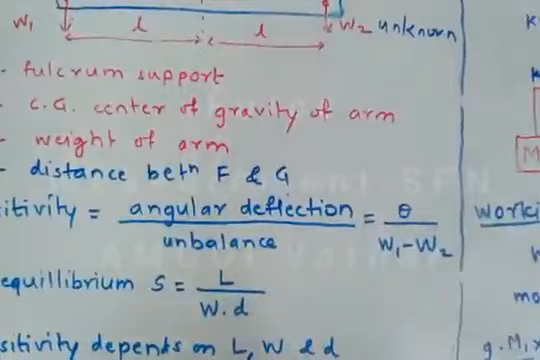 W1 l l W2 unknown
- fulcrum support
- C.G. center of gravity of arm
- weight of arm
- distance betn F & G
itivity = angular deflection / unbalance = θ / W1-W2
equillibrium S = L / W.d
sitivity depends on L, W & d
K
M
worki
mo
g. M1 x